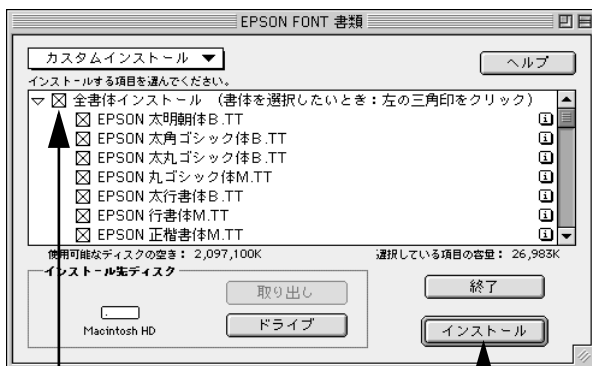 EPSON FONT 書類
カスタムインストール ▼
ヘルプ
インストールする項目を選んでください。
▽ ☒ 全書体インストール （書体を選択したいとき：左の三角印をクリック）
☒ EPSON 太明朝体B.TT
☒ EPSON 太角ゴシック体B.TT
☒ EPSON 太丸ゴシック体B.TT
☒ EPSON 丸ゴシック体M.TT
☒ EPSON 太行書体B.TT
☒ EPSON 行書体M.TT
☒ EPSON 正楷書体M.TT
使用可能なディスクの空き： 2,097,100K
選択している項目の容量： 26,983K
インストール先ディスク
取り出し
終了
Macintosh HD
ドライブ
インストール